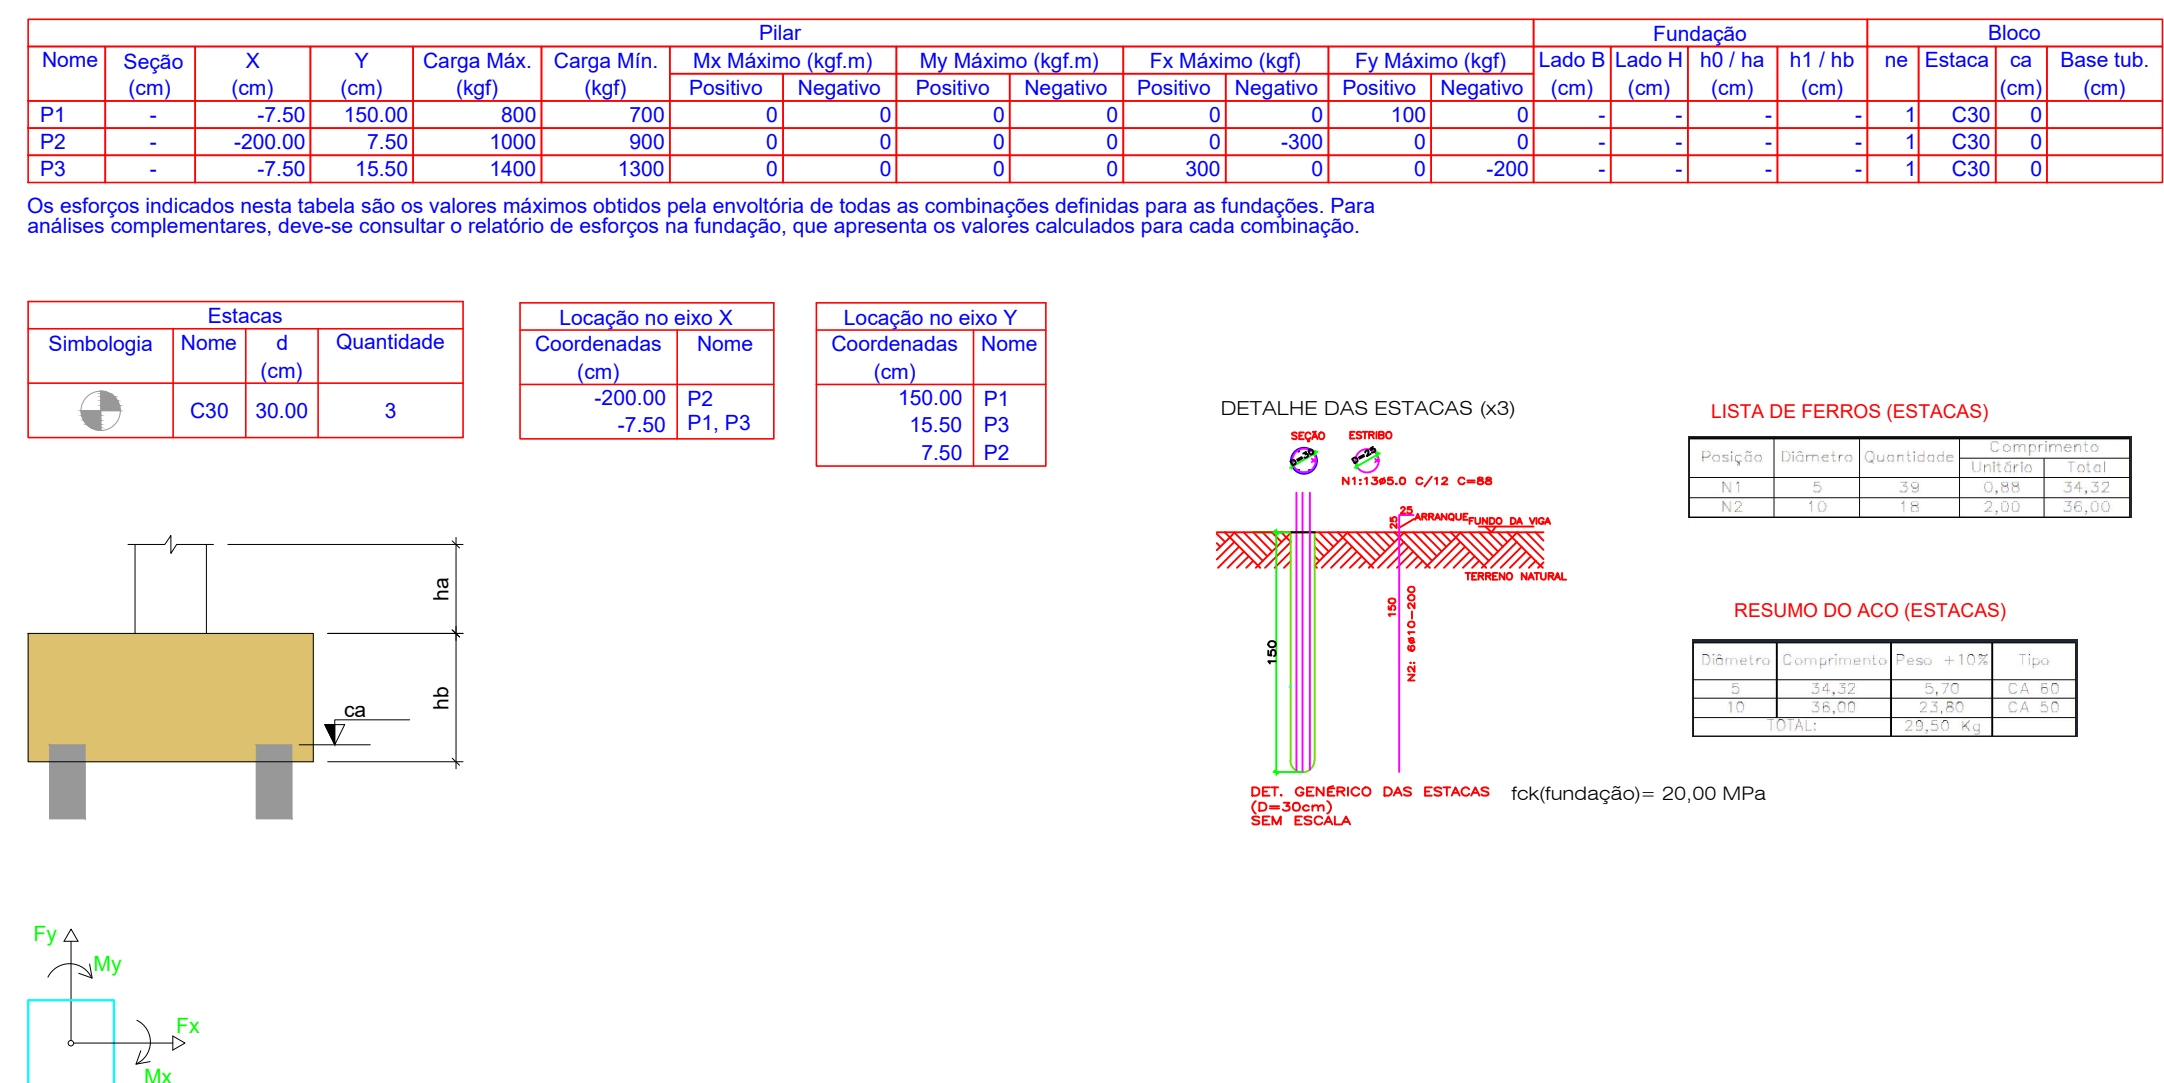 Pilar Fundação Bloco
Nome Seção X Y Carga Máx. Carga Mín. Mx Máximo (kgf.m) My Máximo (kgf.m) Fx Máximo (kgf) Fy Máximo (kgf) Lado B Lado H h0 / ha h1 / hb ne Estaca ca Base tub.
(cm) (cm) (cm) (kgf) (kgf) Positivo Negativo Positivo Negativo Positivo Negativo Positivo Negativo (cm) (cm) (cm) (cm) (cm) (cm)
P1 - -7.50 150.00 800 700 0 0 0 0 0 0 100 0 - - - - 1 C30 0
P2 - -200.00 7.50 1000 900 0 0 0 0 0 -300 0 0 - - - - 1 C30 0
P3 - -7.50 15.50 1400 1300 0 0 0 0 300 0 0 -200 - - - - 1 C30 0
Os esforços indicados nesta tabela são os valores máximos obtidos pela envoltória de todas as combinações definidas para as fundações. Para
análises complementares, deve-se consultar o relatório de esforços na fundação, que apresenta os valores calculados para cada combinação.
Estacas
Simbologia Nome d Quantidade
(cm)
C30 30.00 3
Locação no eixo X
Coordenadas Nome
(cm)
-200.00 P2
-7.50 P1, P3
Locação no eixo Y
Coordenadas Nome
(cm)
150.00 P1
15.50 P3
7.50 P2
DETALHE DAS ESTACAS (x3)
SEÇÃO ESTRIBO
D=30 D=25
N1:13ø5.0 C/12 C=88
25
25
ARRANQUE
FUNDO DA VIGA
TERRENO NATURAL
150
150
N2: 6ø10-200
DET. GENÉRICO DAS ESTACAS
(D=30cm)
SEM ESCALA
fck(fundação)= 20,00 MPa
LISTA DE FERROS (ESTACAS)
Posição Diâmetro Quantidade Comprimento
Unitário Total
N1 5 39 0,88 34,32
N2 10 18 2,00 36,00
RESUMO DO ACO (ESTACAS)
Diâmetro Comprimento Peso +10% Tipo
5 34,32 5,70 CA 60
10 36,00 23,80 CA 50
TOTAL: 29,50 Kg
ha
hb
ca
Fy
My
Fx
Mx